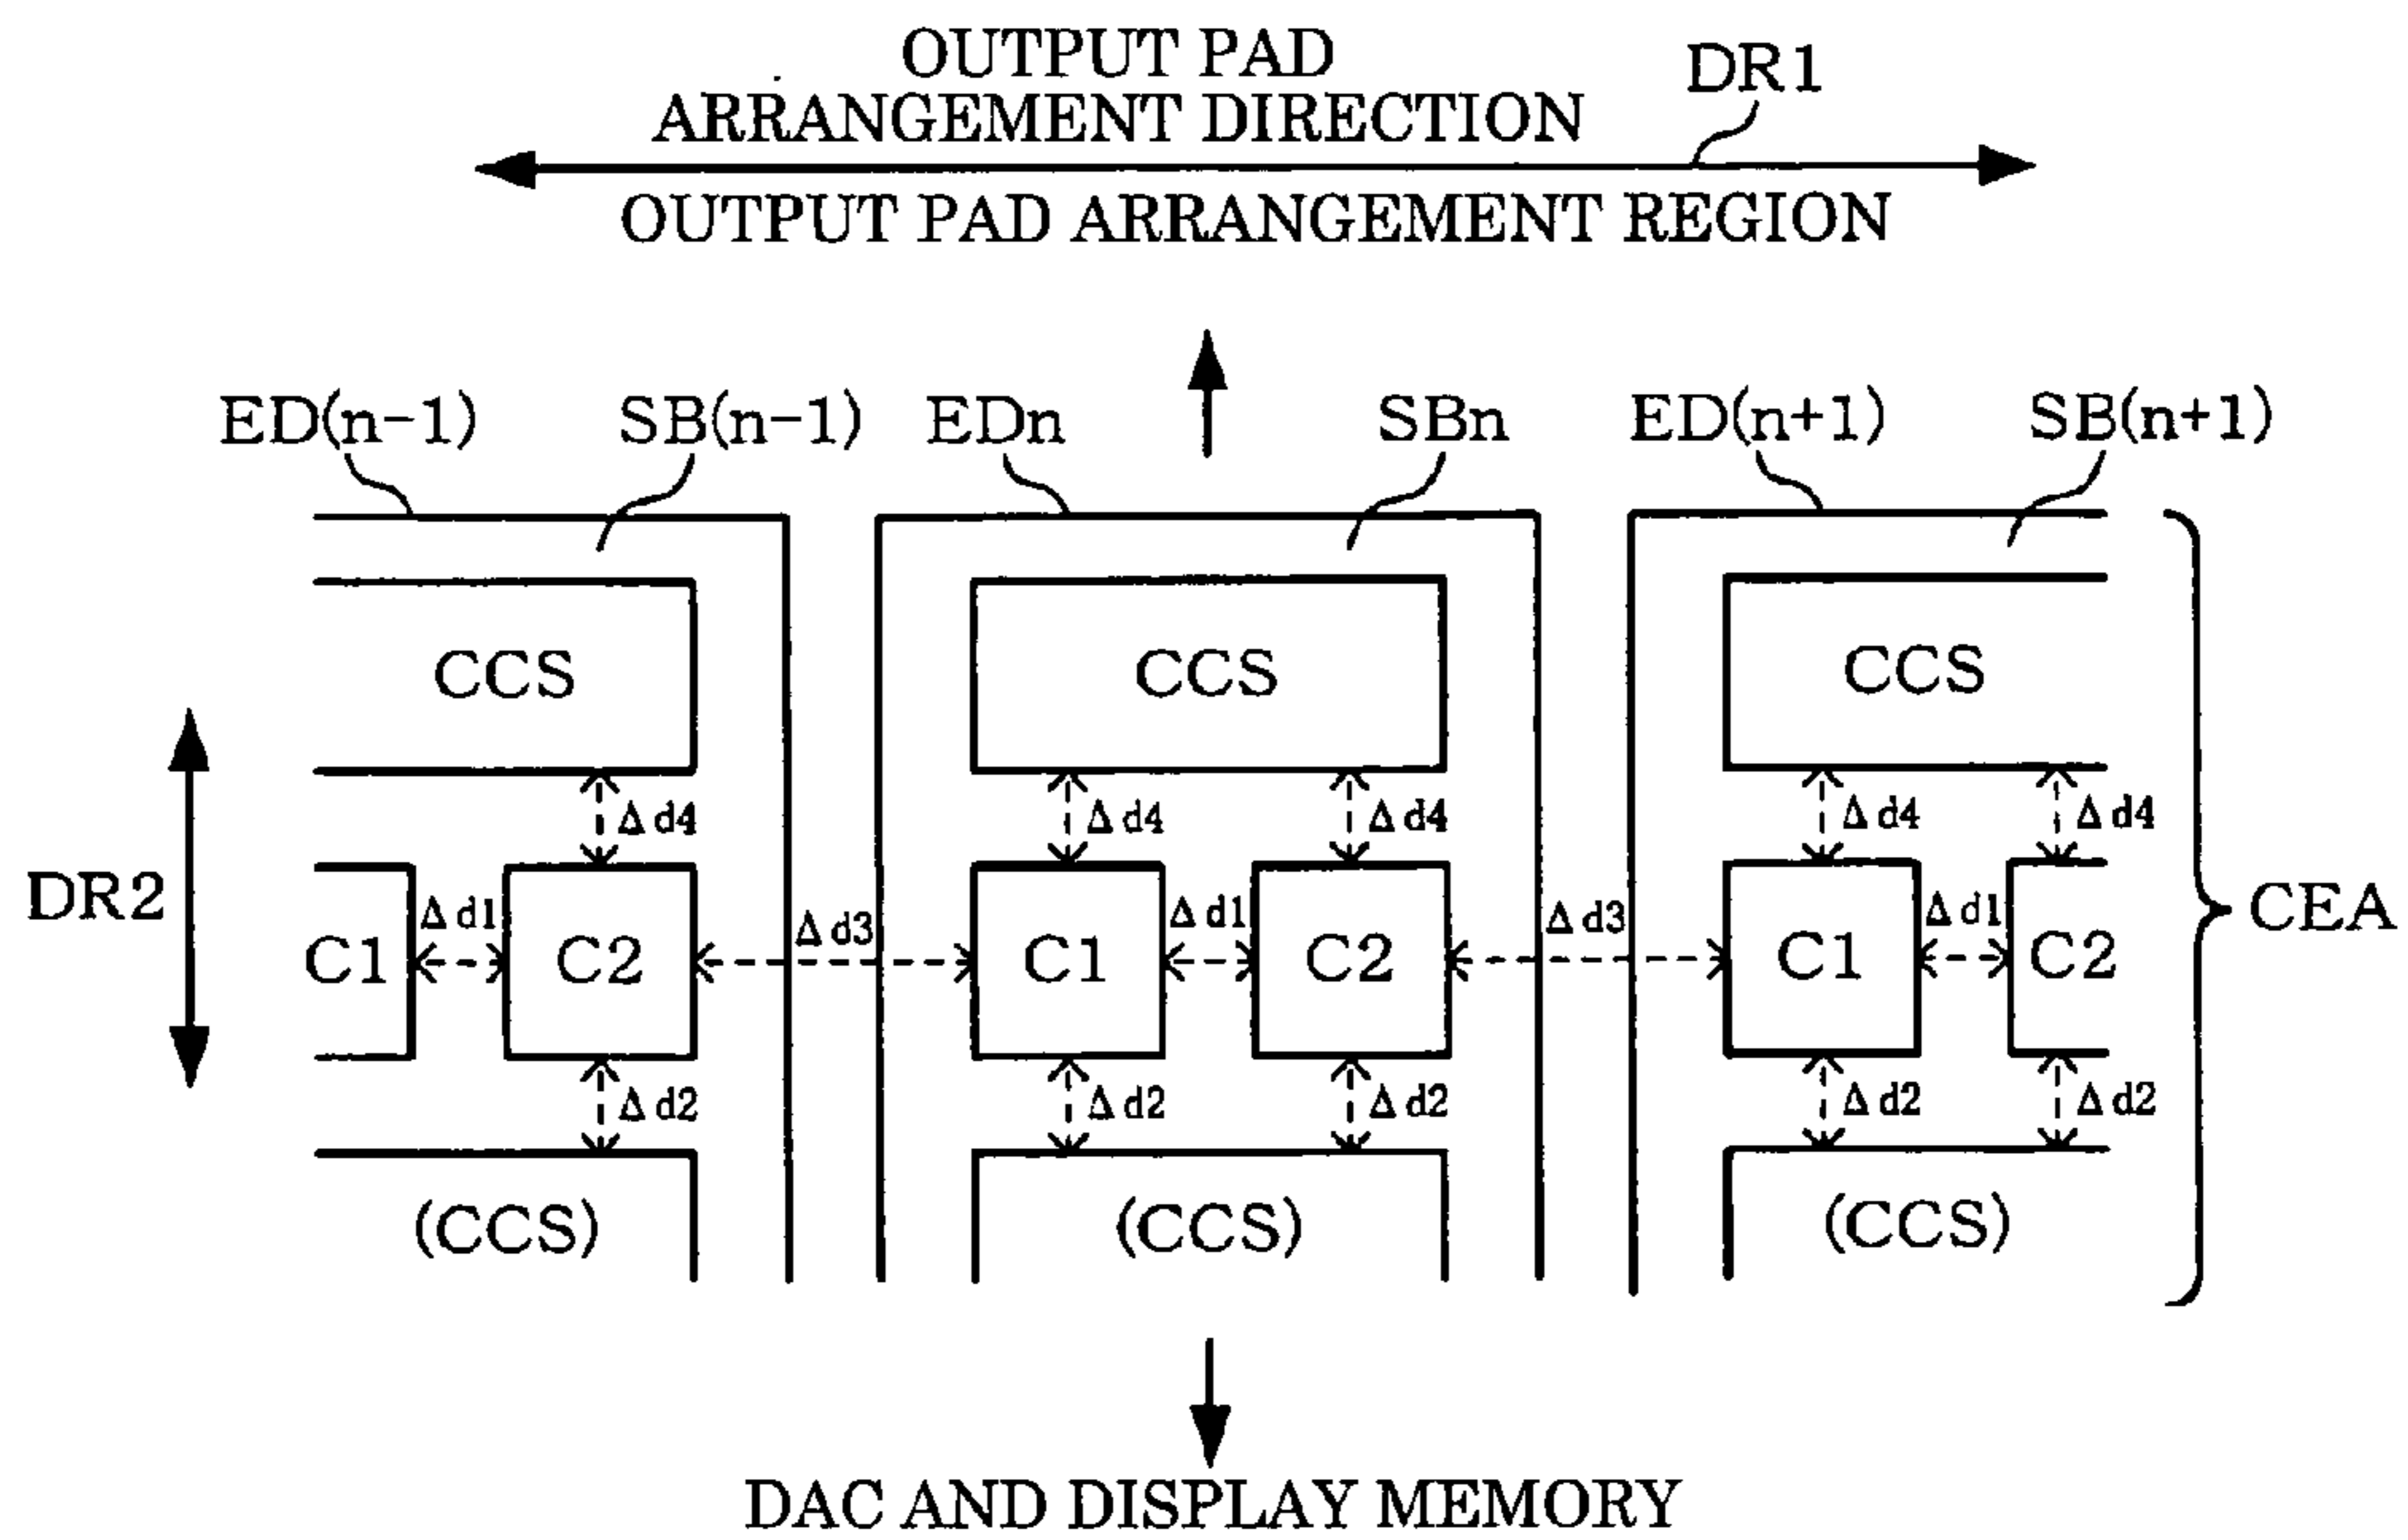 OUTPUT PAD
ARRANGEMENT DIRECTION
DR1
OUTPUT PAD ARRANGEMENT REGION
ED(n-1) SB(n-1) EDn SBn ED(n+1) SB(n+1)
CCS CCS CCS
Δd4 Δd4 Δd4 Δd4 Δd4
DR2 CEA
Δd1 Δd3 Δd1 Δd3 Δd1
C1 C2 C1 C2 C1 C2
Δd2 Δd2 Δd2 Δd2 Δd2
(CCS) (CCS) (CCS)
DAC AND DISPLAY MEMORY